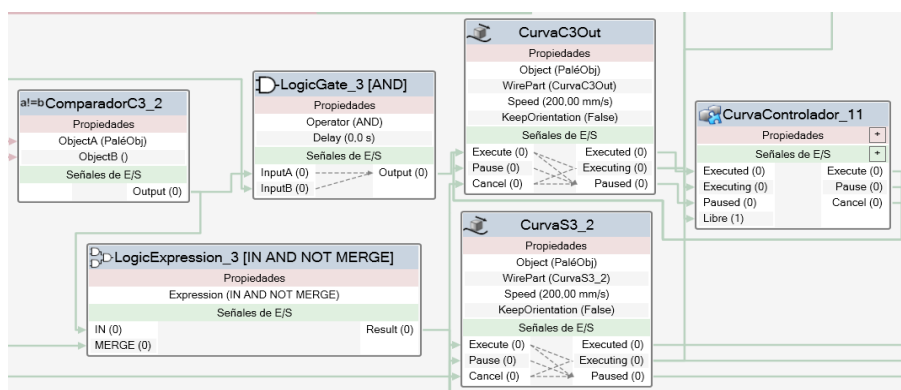 a!=b ComparadorC3_2
Propiedades
ObjectA (PaléObj)
ObjectB ()
Señales de E/S
Output (0)
LogicGate_3 [AND]
Propiedades
Operator (AND)
Delay (0,0 s)
Señales de E/S
InputA (0) Output (0)
InputB (0)
LogicExpression_3 [IN AND NOT MERGE]
Propiedades
Expression (IN AND NOT MERGE)
Señales de E/S
IN (0) Result (0)
MERGE (0)
CurvaC3Out
Propiedades
Object (PaléObj)
WirePart (CurvaC3Out)
Speed (200,00 mm/s)
KeepOrientation (False)
Señales de E/S
Execute (0) Executed (0)
Pause (0) Executing (0)
Cancel (0) Paused (0)
CurvaS3_2
Propiedades
Object (PaléObj)
WirePart (CurvaS3_2)
Speed (200,00 mm/s)
KeepOrientation (False)
Señales de E/S
Execute (0) Executed (0)
Pause (0) Executing (0)
Cancel (0) Paused (0)
CurvaControlador_11
Propiedades +
Señales de E/S +
Executed (0) Execute (0)
Executing (0) Pause (0)
Paused (0) Cancel (0)
Libre (1)